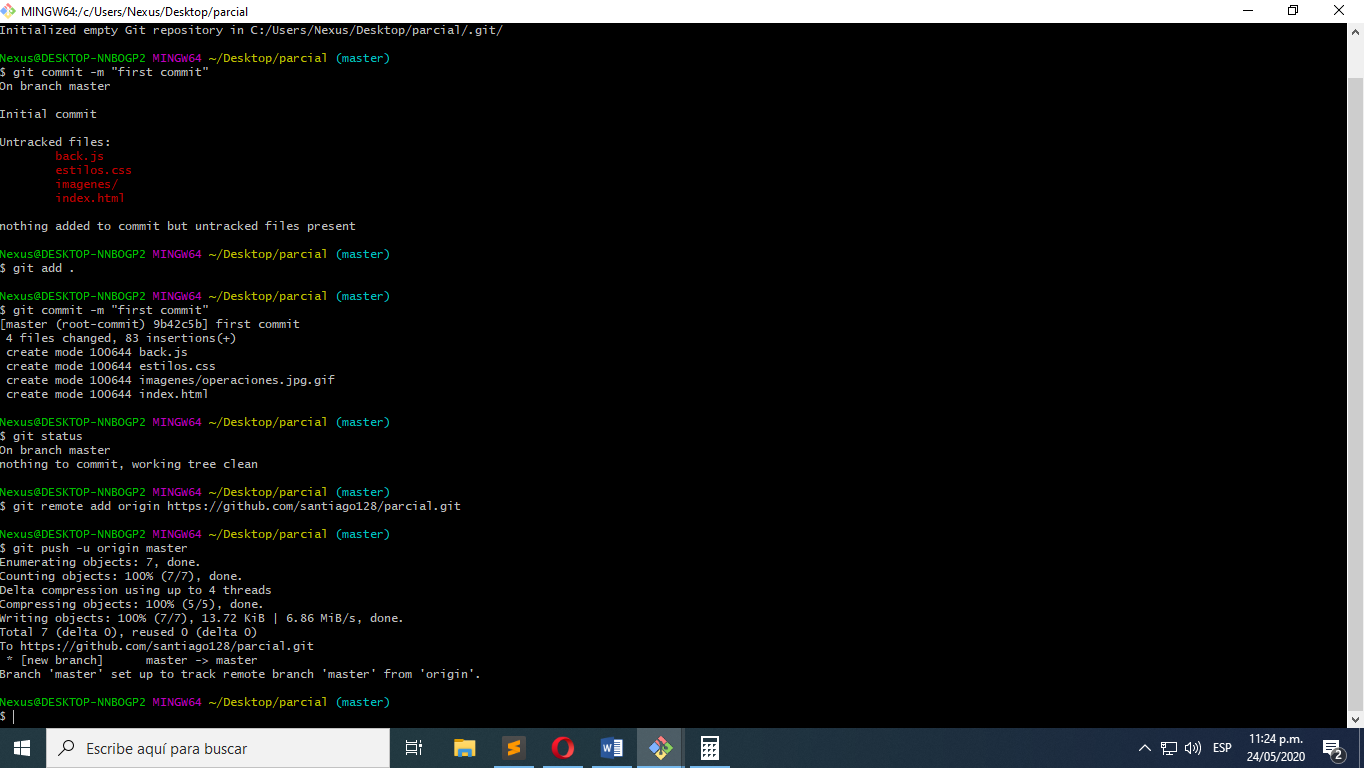 MINGW64:/c/Users/Nexus/Desktop/parcial
Initialized empty Git repository in C:/Users/Nexus/Desktop/parcial/.git/
Nexus@DESKTOP-NNBOGP2 MINGW64 ~/Desktop/parcial (master)
$ git commit -m "first commit"
On branch master
Initial commit
Untracked files:
back.js
estilos.css
imagenes/
index.html
nothing added to commit but untracked files present
Nexus@DESKTOP-NNBOGP2 MINGW64 ~/Desktop/parcial (master)
$ git add .
Nexus@DESKTOP-NNBOGP2 MINGW64 ~/Desktop/parcial (master)
$ git commit -m "first commit"
[master (root-commit) 9b42c5b] first commit
4 files changed, 83 insertions(+)
create mode 100644 back.js
create mode 100644 estilos.css
create mode 100644 imagenes/operaciones.jpg.gif
create mode 100644 index.html
Nexus@DESKTOP-NNBOGP2 MINGW64 ~/Desktop/parcial (master)
$ git status
On branch master
nothing to commit, working tree clean
Nexus@DESKTOP-NNBOGP2 MINGW64 ~/Desktop/parcial (master)
$ git remote add origin https://github.com/santiago128/parcial.git
Nexus@DESKTOP-NNBOGP2 MINGW64 ~/Desktop/parcial (master)
$ git push -u origin master
Enumerating objects: 7, done.
Counting objects: 100% (7/7), done.
Delta compression using up to 4 threads
Compressing objects: 100% (5/5), done.
Writing objects: 100% (7/7), 13.72 KiB | 6.86 MiB/s, done.
Total 7 (delta 0), reused 0 (delta 0)
To https://github.com/santiago128/parcial.git
* [new branch]      master -> master
Branch 'master' set up to track remote branch 'master' from 'origin'.
Nexus@DESKTOP-NNBOGP2 MINGW64 ~/Desktop/parcial (master)
$
Escribe aquí para buscar
ESP
11:24 p.m.
24/05/2020
2